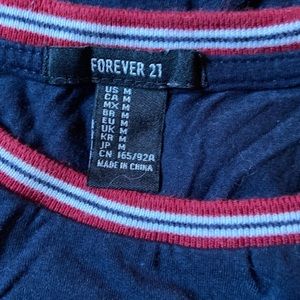 FOREVER 21
US M
CA M
MX M
BR M
EU M
UK M
KR M
JP M
CN 165/92A
MADE IN CHINA